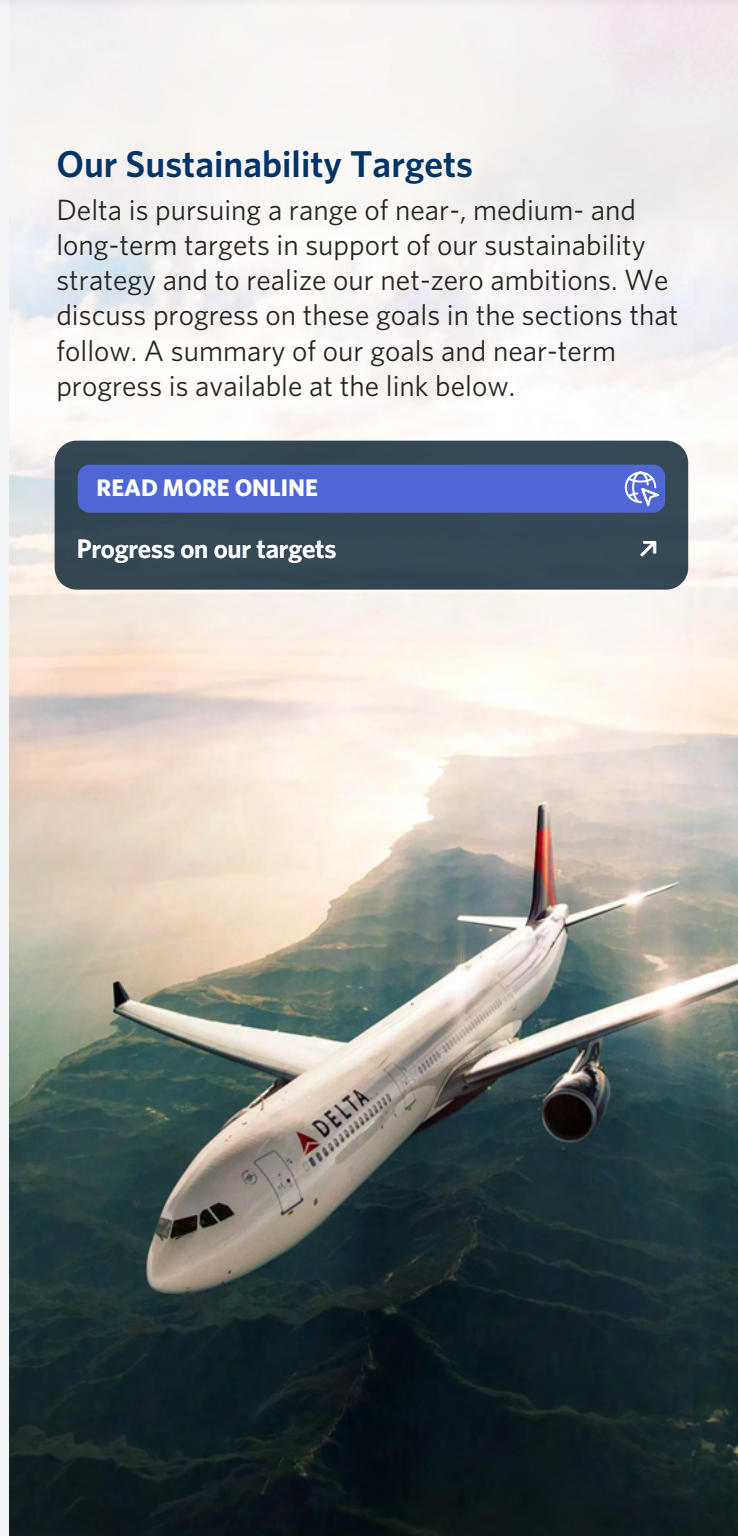 Our Sustainability Targets
Delta is pursuing a range of near-, medium- and
long-term targets in support of our sustainability
strategy and to realize our net-zero ambitions. We
discuss progress on these goals in the sections that
follow. A summary of our goals and near-term
progress is available at the link below.
READ MORE ONLINE
Progress on our targets
DELTA